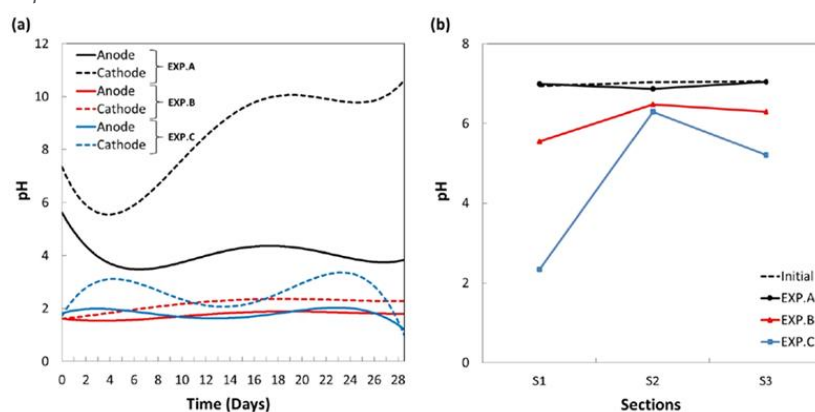 (a)
12
10
8
6
4
2
0
pH
Anode
Cathode
EXP.A
Anode
Cathode
EXP.B
Anode
Cathode
EXP.C
0 2 4 6 8 10 12 14 16 18 20 22 24 26 28
Time (Days)
(b)
8
6
4
2
0
pH
Initial
EXP.A
EXP.B
EXP.C
S1 S2 S3
Sections